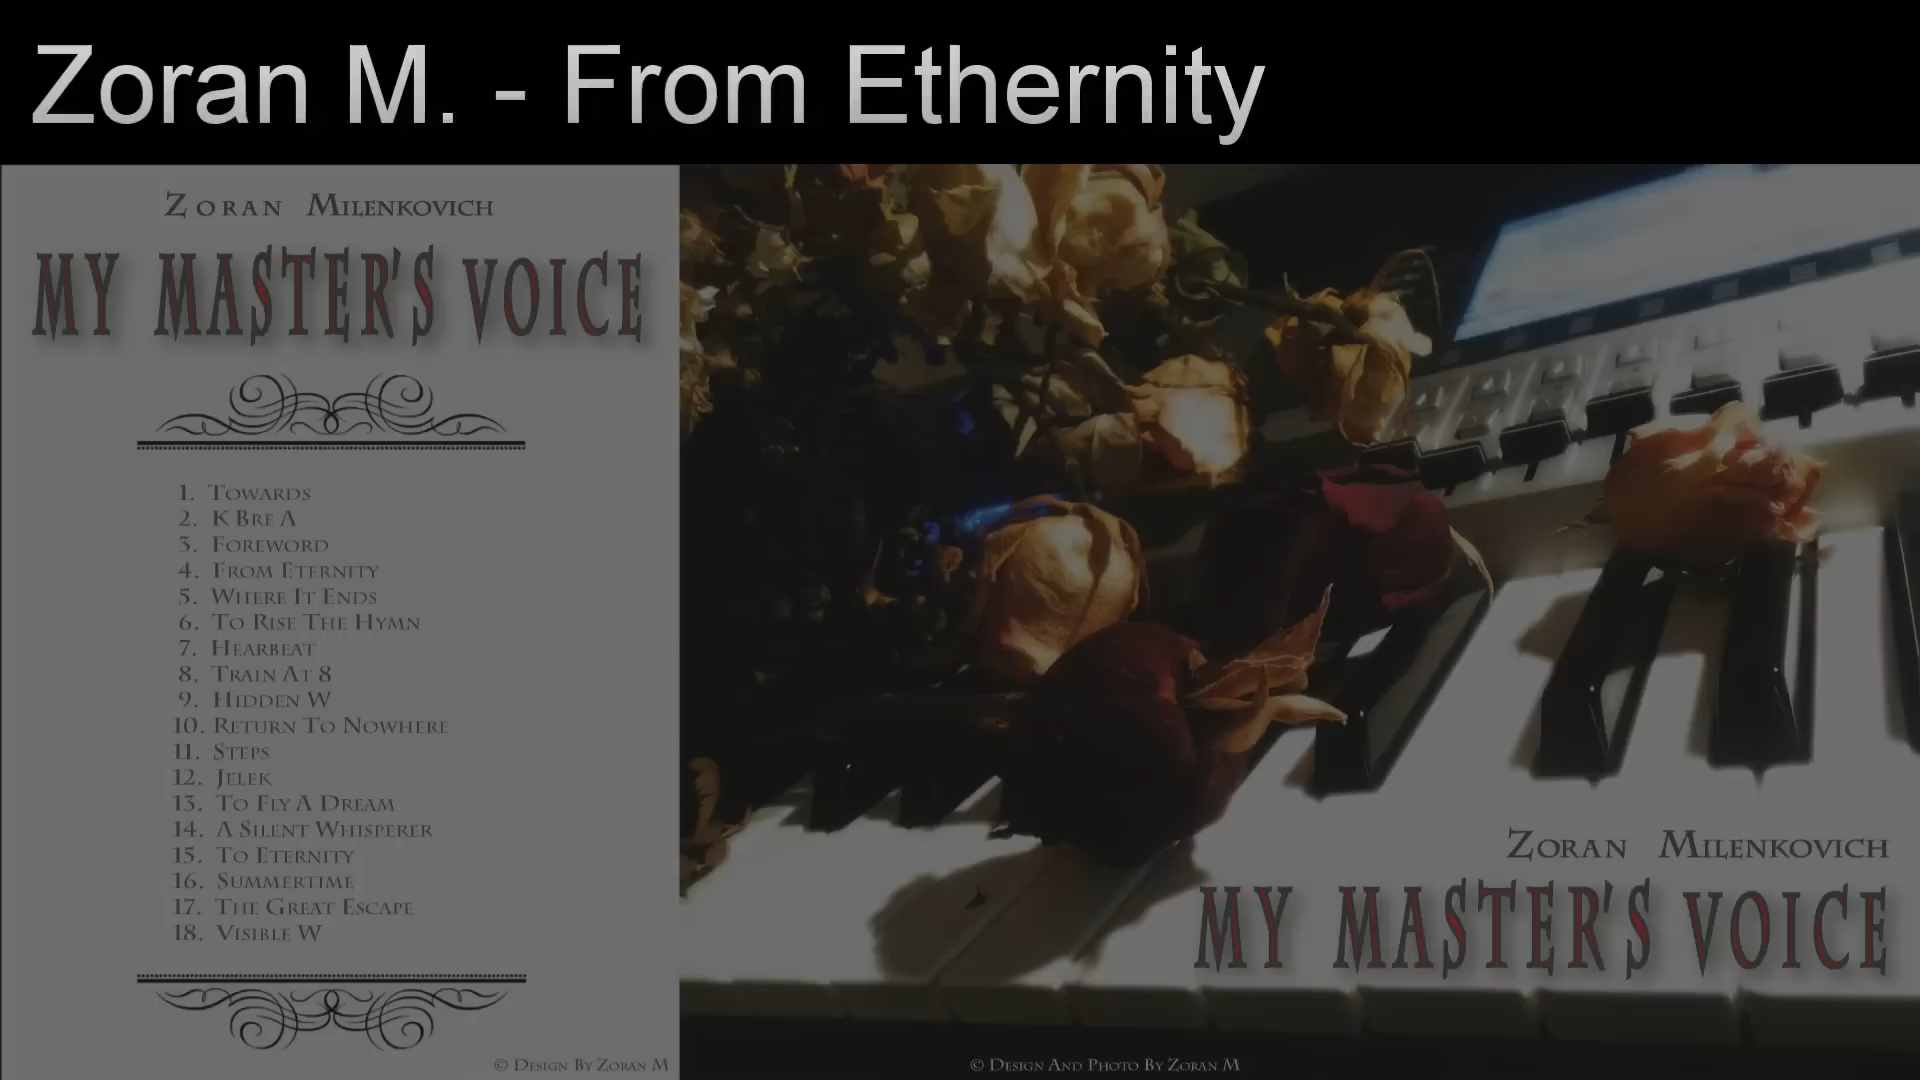 Zoran M. - From Ethernity
Zoran Milenkovich
MY MASTER'S VOICE
1. Towards
2. K Bre A
3. Foreword
4. From Eternity
5. Where It Ends
6. To Rise The Hymn
7. Hearbeat
8. Train At 8
9. Hidden W
10. Return To Nowhere
11. Steps
12. Jelek
13. To Fly A Dream
14. A Silent Whisperer
15. To Eternity
16. Summertime
17. The Great Escape
18. Visible W
© Design By Zoran M
Zoran Milenkovich
MY MASTER'S VOICE
© Design And Photo By Zoran M